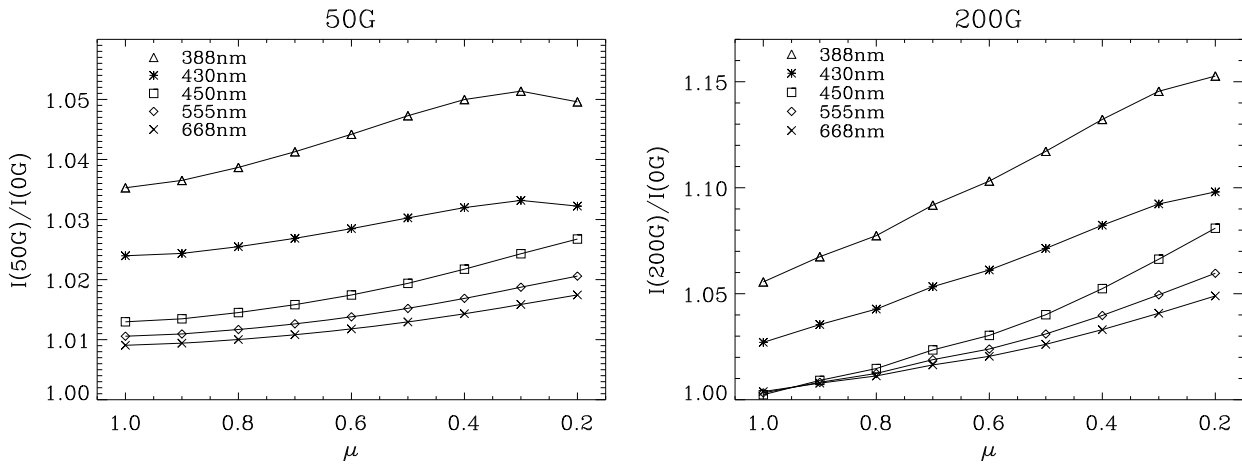 50G
388nm
430nm
450nm
555nm
668nm
I(50G)/I(0G)
1.05
1.04
1.03
1.02
1.01
1.00
1.0 0.8 0.6 0.4 0.2
μ
200G
388nm
430nm
450nm
555nm
668nm
I(200G)/I(0G)
1.15
1.10
1.05
1.00
1.0 0.8 0.6 0.4 0.2
μ